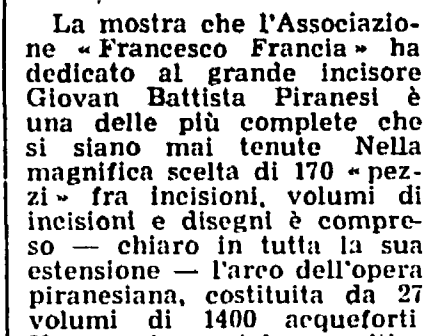 La mostra che l'Associazio-
ne « Francesco Francia » ha
dedicato al grande incisore
Giovan Battista Piranesi è
una delle più complete che
si siano mai tenute Nella
magnifica scelta di 170 « pez-
zi » fra incisioni, volumi di
incisioni e disegni è compre-
so — chiaro in tutta la sua
estensione — l'arco dell'opera
piranesiana, costituita da 27
volumi di 1400 acqueforti